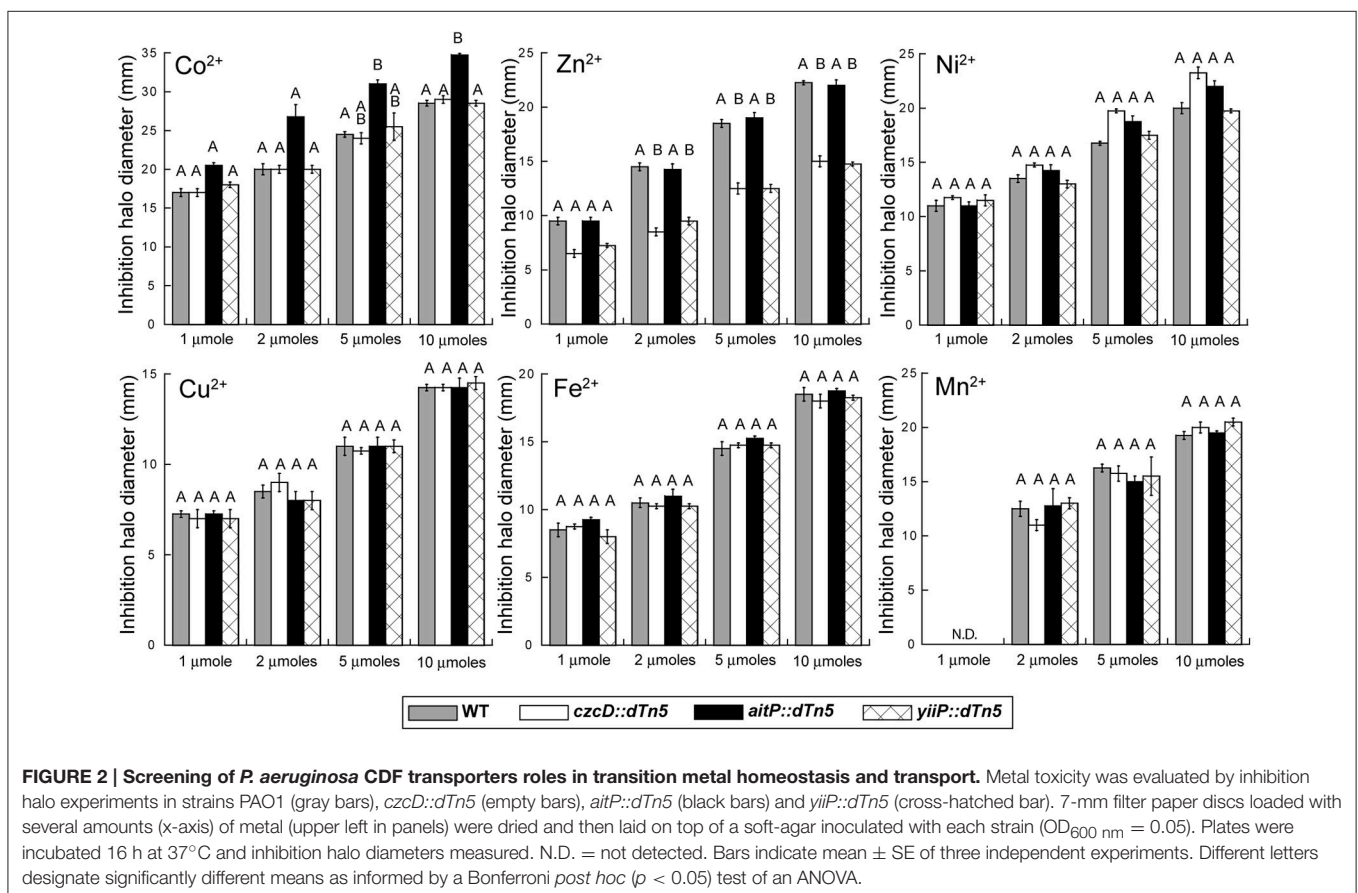 Inhibition halo diameter (mm)
35
30
25
20
15
10
5
0
Co²⁺
A A A A
A A A A
A A B B A B
A A B A
1 µmole 2 µmoles 5 µmoles 10 µmoles
Inhibition halo diameter (mm)
25
20
15
10
5
0
Zn²⁺
A A A A
A B A B
A B A B
A B A B
1 µmole 2 µmoles 5 µmoles 10 µmoles
Inhibition halo diameter (mm)
25
20
15
10
5
0
Ni²⁺
A A A A
A A A A
A A A A
A A A A
1 µmole 2 µmoles 5 µmoles 10 µmoles
Inhibition halo diameter (mm)
15
10
5
0
Cu²⁺
A A A A
A A A A
A A A A
A A A A
1 µmole 2 µmoles 5 µmoles 10 µmoles
Inhibition halo diameter (mm)
20
15
10
5
0
Fe²⁺
A A A A
A A A A
A A A A
A A A A
1 µmole 2 µmoles 5 µmoles 10 µmoles
Inhibition halo diameter (mm)
25
20
15
10
5
0
Mn²⁺
N.D.
A A A A
A A A A
A A A A
1 µmole 2 µmoles 5 µmoles 10 µmoles
WT czcD::dTn5 aitP::dTn5 yiiP::dTn5
FIGURE 2 | Screening of P. aeruginosa CDF transporters roles in transition metal homeostasis and transport. Metal toxicity was evaluated by inhibition
halo experiments in strains PAO1 (gray bars), czcD::dTn5 (empty bars), aitP::dTn5 (black bars) and yiiP::dTn5 (cross-hatched bar). 7-mm filter paper discs loaded with
several amounts (x-axis) of metal (upper left in panels) were dried and then laid on top of a soft-agar inoculated with each strain (OD600 nm = 0.05). Plates were
incubated 16 h at 37°C and inhibition halo diameters measured. N.D. = not detected. Bars indicate mean ± SE of three independent experiments. Different letters
designate significantly different means as informed by a Bonferroni post hoc (p < 0.05) test of an ANOVA.